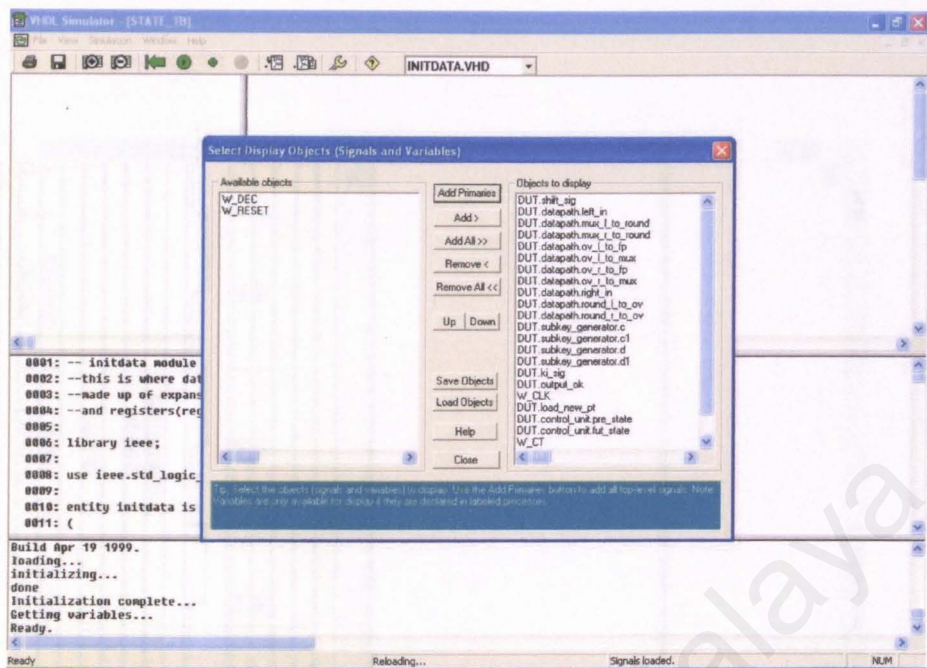 VHDL Simulator - [STATE_TB]
File View Simulation Window Help
INITDATA.VHD
Select Display Objects (Signals and Variables)
Available objects
W_DEC
W_RESET
Add Primaries
Add >
Add All >>
Remove <
Remove All <<
Up Down
Save Objects
Load Objects
Help
Close
Objects to display
DUT.shift_sig
DUT.datapath.left_in
DUT.datapath.mux_l_to_round
DUT.datapath.mux_r_to_round
DUT.datapath.ov_l_to_fp
DUT.datapath.ov_l_to_mux
DUT.datapath.ov_r_to_fp
DUT.datapath.ov_r_to_mux
DUT.datapath.right_in
DUT.datapath.round_l_to_ov
DUT.datapath.round_r_to_ov
DUT.subkey_generator.c
DUT.subkey_generator.c1
DUT.subkey_generator.d
DUT.subkey_generator.d1
DUT.ki_sig
DUT.output_ok
W_CLK
DUT.load_new_pt
DUT.control_unit.pre_state
DUT.control_unit.fut_state
W_CT
Tip: Select the objects (signals and variables) to display. Use the Add Primaries button to add all top-level signals. Note:
Variables are only available for display if they are declared in labeled processes.
0001: -- initdata module
0002: --this is where dat
0003: --made up of expans
0004: --and registers(reg
0005:
0006: library ieee;
0007:
0008: use ieee.std_logic_
0009:
0010: entity initdata is
0011: (
Build Apr 19 1999.
loading...
initializing...
done
Initialization complete...
Getting variables...
Ready.
Ready Reloading... Signals loaded. NUM
alaya